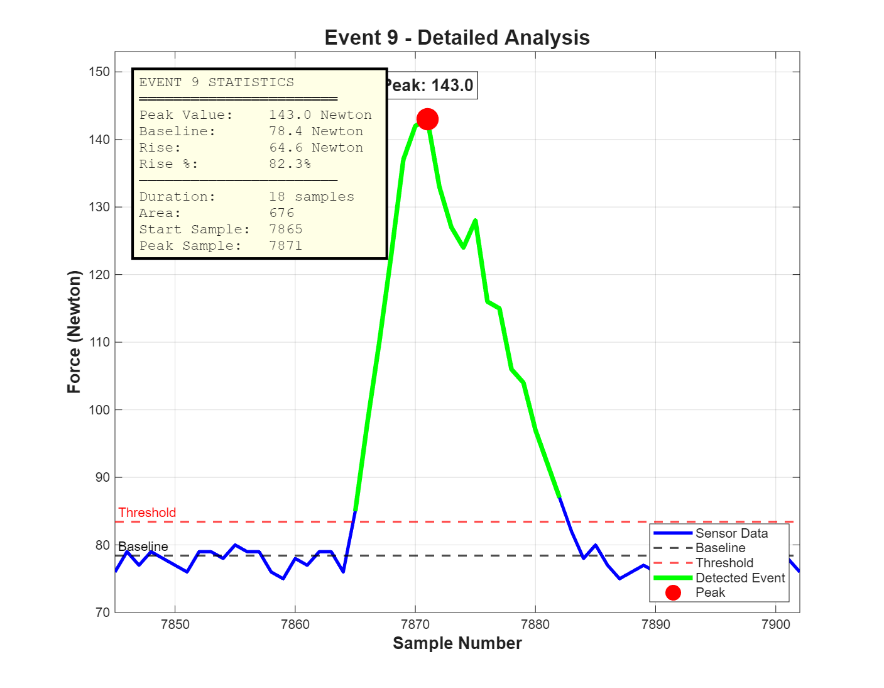 Event 9 - Detailed Analysis
Peak: 143.0
EVENT 9 STATISTICS
Peak Value: 143.0 Newton
Baseline: 78.4 Newton
Rise: 64.6 Newton
Rise %: 82.3%
Duration: 18 samples
Area: 676
Start Sample: 7865
Peak Sample: 7871
150
140
130
120
110
100
90
80
70
Force (Newton)
Threshold
Baseline
Sensor Data
Baseline
Threshold
Detected Event
Peak
7850 7860 7870 7880 7890 7900
Sample Number